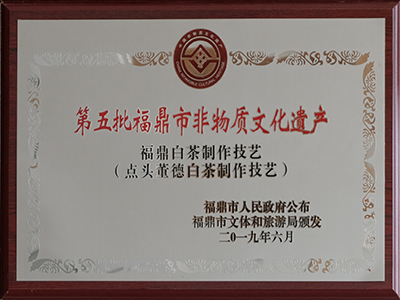 第五批福鼎市非物质文化遗产
福鼎白茶制作技艺
（点头董德白茶制作技艺）
福鼎市人民政府公布
福鼎市文体和旅游局颁发
二〇一九年六月